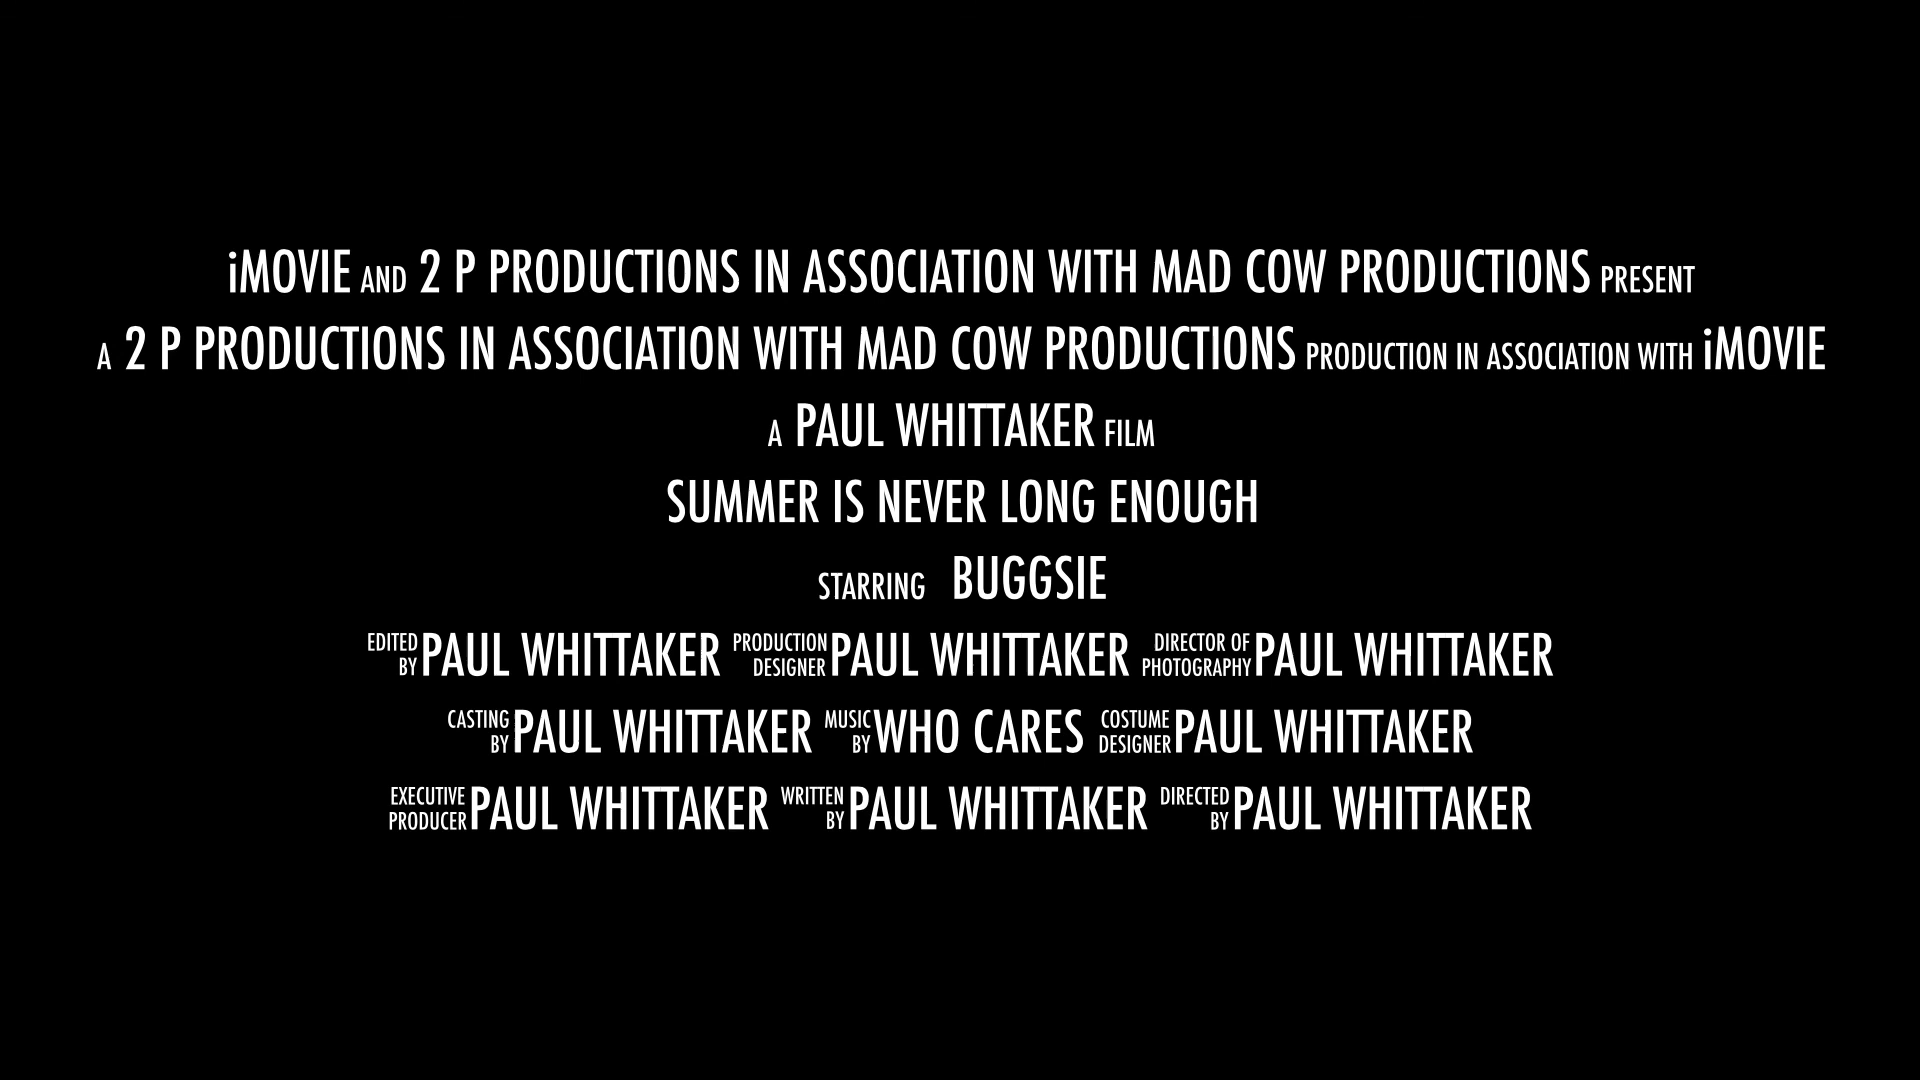 iMOVIE AND 2 P PRODUCTIONS IN ASSOCIATION WITH MAD COW PRODUCTIONS PRESENT
A 2 P PRODUCTIONS IN ASSOCIATION WITH MAD COW PRODUCTIONS PRODUCTION IN ASSOCIATION WITH iMOVIE
A PAUL WHITTAKER FILM
SUMMER IS NEVER LONG ENOUGH
STARRING BUGGSIE
EDITED BY PAUL WHITTAKER PRODUCTION DESIGNER PAUL WHITTAKER DIRECTOR OF PHOTOGRAPHY PAUL WHITTAKER
CASTING BY PAUL WHITTAKER MUSIC BY WHO CARES COSTUME DESIGNER PAUL WHITTAKER
EXECUTIVE PRODUCER PAUL WHITTAKER WRITTEN BY PAUL WHITTAKER DIRECTED BY PAUL WHITTAKER